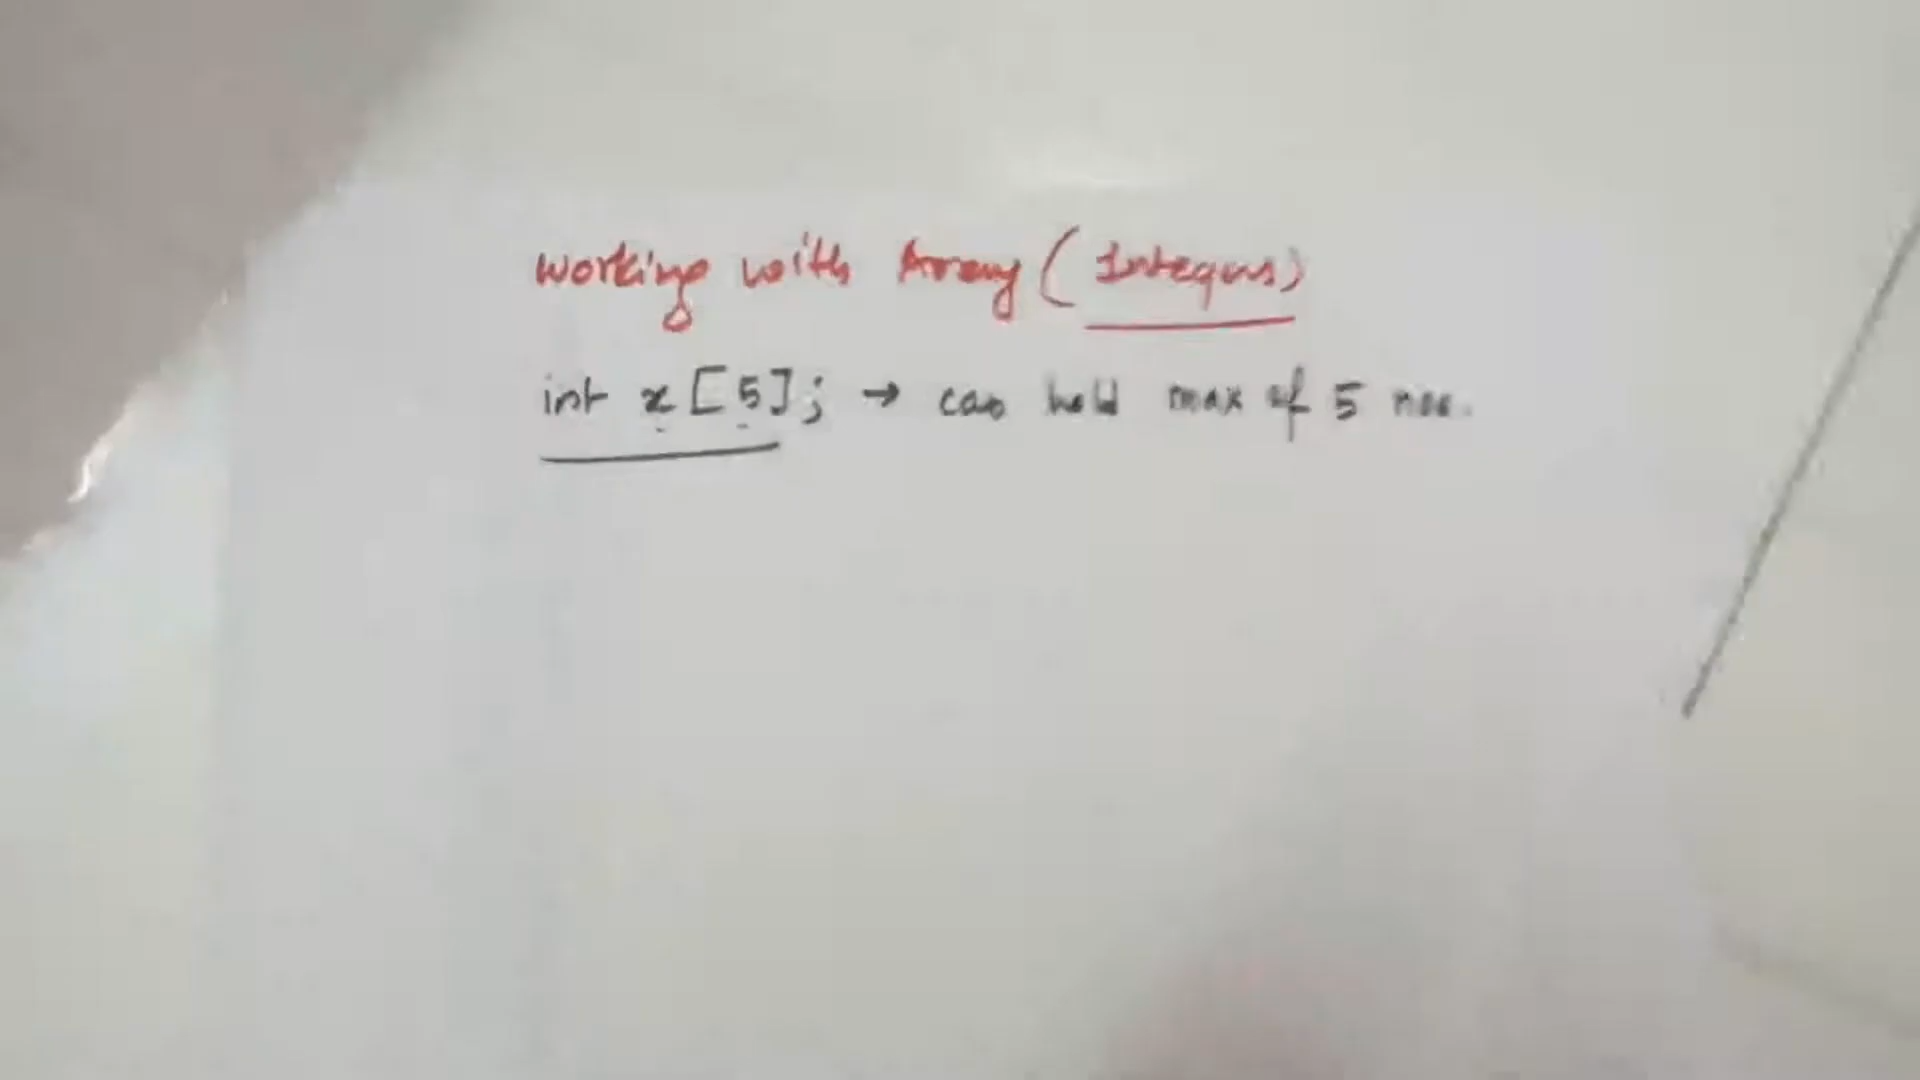 Working with Array (Integers)
int x[5]; → can hold max of 5 nos.